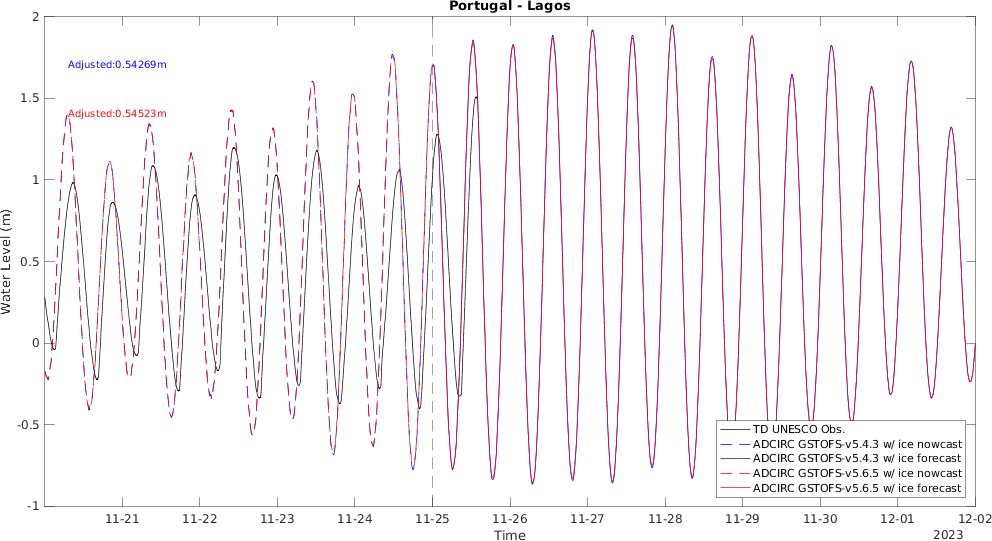 Portugal - Lagos
Adjusted:0.54269m
Adjusted:0.54523m
Water Level (m)
2
1.5
1
0.5
0
-0.5
-1
TD UNESCO Obs.
ADCIRC GSTOFS-v5.4.3 w/ ice nowcast
ADCIRC GSTOFS-v5.4.3 w/ ice forecast
ADCIRC GSTOFS-v5.6.5 w/ ice nowcast
ADCIRC GSTOFS-v5.6.5 w/ ice forecast
11-21 11-22 11-23 11-24 11-25 11-26 11-27 11-28 11-29 11-30 12-01 12-02
Time
2023